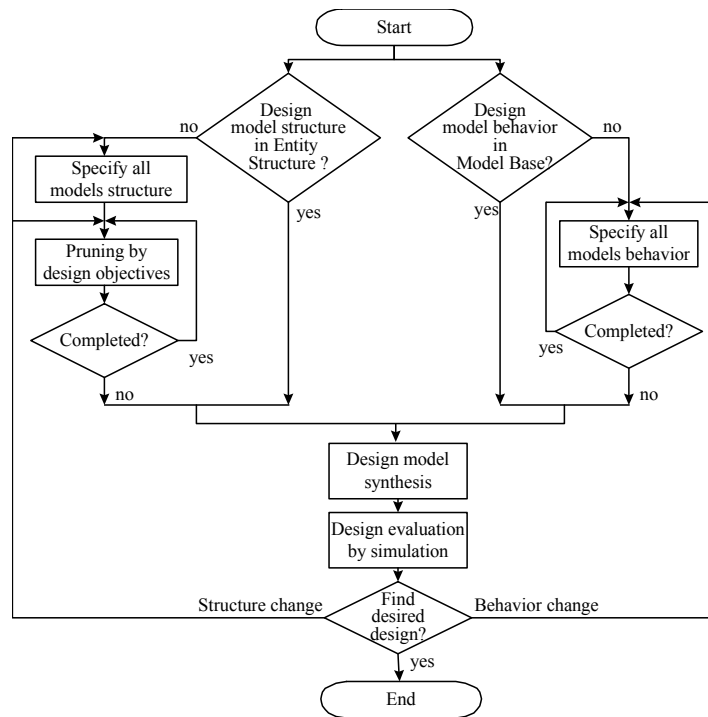 Start
Design
model structure
in Entity
Structure ?
no
yes
Design
model behavior
in
Model Base?
no
yes
Specify all
models structure
Pruning by
design objectives
Completed?
yes
no
Specify all
models behavior
Completed?
yes
no
Design model
synthesis
Design evaluation
by simulation
Structure change
Find
desired
design?
Behavior change
yes
End